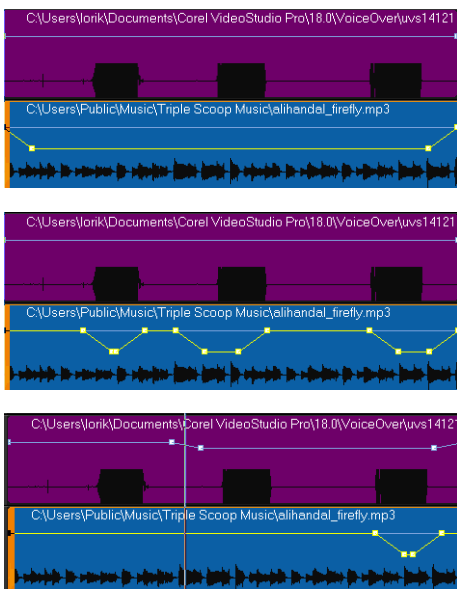 C:\Users\lorik\Documents\Corel VideoStudio Pro\18.0\VoiceOver\uvs14121
C:\Users\Public\Music\Triple Scoop Music\alihandal_firefly.mp3
C:\Users\lorik\Documents\Corel VideoStudio Pro\18.0\VoiceOver\uvs14121
C:\Users\Public\Music\Triple Scoop Music\alihandal_firefly.mp3
C:\Users\lorik\Documents\Corel VideoStudio Pro\18.0\VoiceOver\uvs1412
C:\Users\Public\Music\Triple Scoop Music\alihandal_firefly.mp3